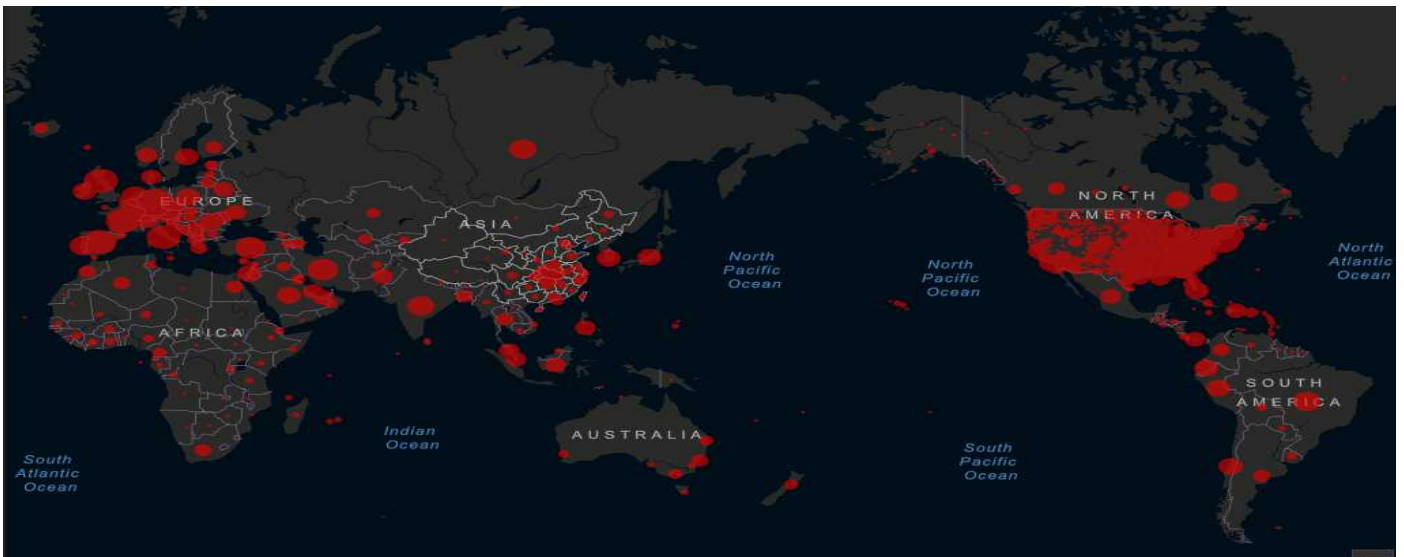 EUROPE
ASIA
NORTH
AMERICA
North
Pacific
Ocean
North
Pacific
Ocean
North
Atlantic
Ocean
AFRICA
SOUTH
AMERICA
Indian
Ocean
AUSTRALIA
South
Atlantic
Ocean
South
Pacific
Ocean